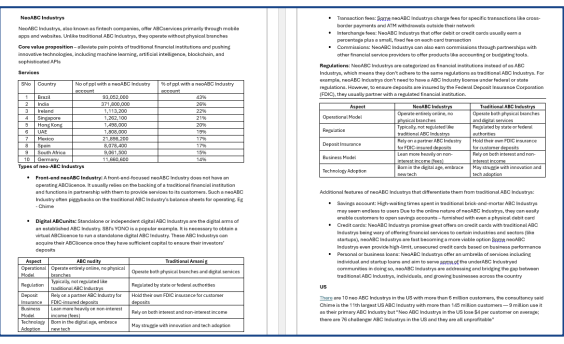 NeoABC Industrys
NeoABC Industrys, also known as fintech companies, offer ABCservices primarily through mobile
apps and websites. Unlike traditional ABC Industrys, they operate without physical branches
Core value proposition – alleviate pain points of traditional financial institutions and pushing
innovative technologies, including machine learning, artificial intelligence, blockchain, and
sophisticated APIs
Services
SNo Country No of ppl with a neoABC Industry account % of ppl with a neoABC Industry account
1 Brazil 93,052,000 43%
2 India 371,800,000 26%
3 Ireland 1,113,200 22%
4 Singapore 1,262,100 21%
5 Hong Kong 1,498,000 20%
6 UAE 1,808,000 19%
7 Mexico 21,896,200 17%
8 Spain 8,078,400 17%
9 South Africa 9,061,500 15%
10 Germany 11,660,600 14%
Types of neo-ABC Industrys
Front-end neoABC Industry: A front-end-focused neoABC Industry does not have an
operating ABClicence. It usually relies on the backing of a traditional financial institution
and functions in partnership with them to provide services to its customers. Such a neoABC
Industry often piggybacks on the traditional ABC Industry's balance sheets for operating. Eg
- Chime
Digital ABCunits: Standalone or independent digital ABC Industrys are the digital arms of
an established ABC Industry. SBI's YONO is a popular example. It is necessary to obtain a
virtual ABClicence to run a standalone digital ABC Industry. These ABC Industrys can
acquire their ABClicence once they have sufficient capital to ensure their investors'
deposits
Aspect ABC nudity
Operational Model Operate entirely online, no physical branches Operate both physical branches and digital services
Regulation Typically, not regulated like traditional ABC Industrys Regulated by state or federal authorities
Deposit Insurance Rely on a partner ABC Industry for FDIC-insured deposits Hold their own FDIC insurance for customer deposits
Business Model Lean more heavily on non-interest income (fees) Rely on both interest and non-interest income
Technology Adoption Born in the digital age, embrace new tech May struggle with innovation and tech adoption
Transaction fees: Some neoABC Industrys charge fees for specific transactions like cross-
border payments and ATM withdrawals outside their network
Interchange fees: NeoABC Industrys that offer debit or credit cards usually earn a
percentage plus a small, fixed fee on each card transaction
Commissions: NeoABC Industrys can also earn commissions through partnerships with
other financial service providers to offer products like accounting or budgeting tools.
Regulations: NeoABC Industrys are categorized as financial institutions instead of as ABC
Industrys, which means they don't adhere to the same regulations as traditional ABC Industrys. For
example, neoABC Industrys don't need to have a ABC Industry license under federal or state
regulations. However, to ensure deposits are insured by the Federal Deposit Insurance Corporation
(FDIC), they usually partner with a regulated financial institution.
Aspect NeoABC Industrys Traditional ABC Industrys
Operational Model Operate entirely online, no physical branches Operate both physical branches and digital services
Regulation Typically, not regulated like traditional ABC Industrys Regulated by state or federal authorities
Deposit Insurance Rely on a partner ABC Industry for FDIC-insured deposits Hold their own FDIC insurance for customer deposits
Business Model Lean more heavily on non-interest income (fees) Rely on both interest and non-interest income
Technology Adoption Born in the digital age, embrace new tech May struggle with innovation and tech adoption
Additional features of neoABC Industrys that differentiate them from traditional ABC Industrys:
Savings account: High-waiting times spent in traditional brick-and-mortar ABC Industrys
may seem endless to users Due to the online nature of neoABC Industrys, they can easily
enable customers to open savings accounts – furnished with even a physical debit card
Credit cards: NeoABC Industrys promise great offers on credit cards with traditional ABC
Industrys being wary of offering financial services to certain industries and sectors (like
startups), neoABC Industrys are fast becoming a more viable option Some neoABC
Industrys even provide high-limit, unsecured credit cards based on business performance
Personal or business loans: NeoABC Industrys offer an umbrella of services including
individual and startup loans and aim to serve some of the underABC Industryed
communities in doing so, neoABC Industrys are addressing and bridging the gap between
traditional ABC Industrys, individuals, and growing businesses across the country
US
There are 10 neo ABC Industrys in the US with more than 6 million customers, the consultancy said
Chime is the 11th largest US ABC Industry with more than 145 million customers — 9 million use it
as their primary ABC Industry but "Neo ABC Industrys in the US lose $4 per customer on average;
there are 76 challenger ABC Industrys in the US and they are all unprofitable"